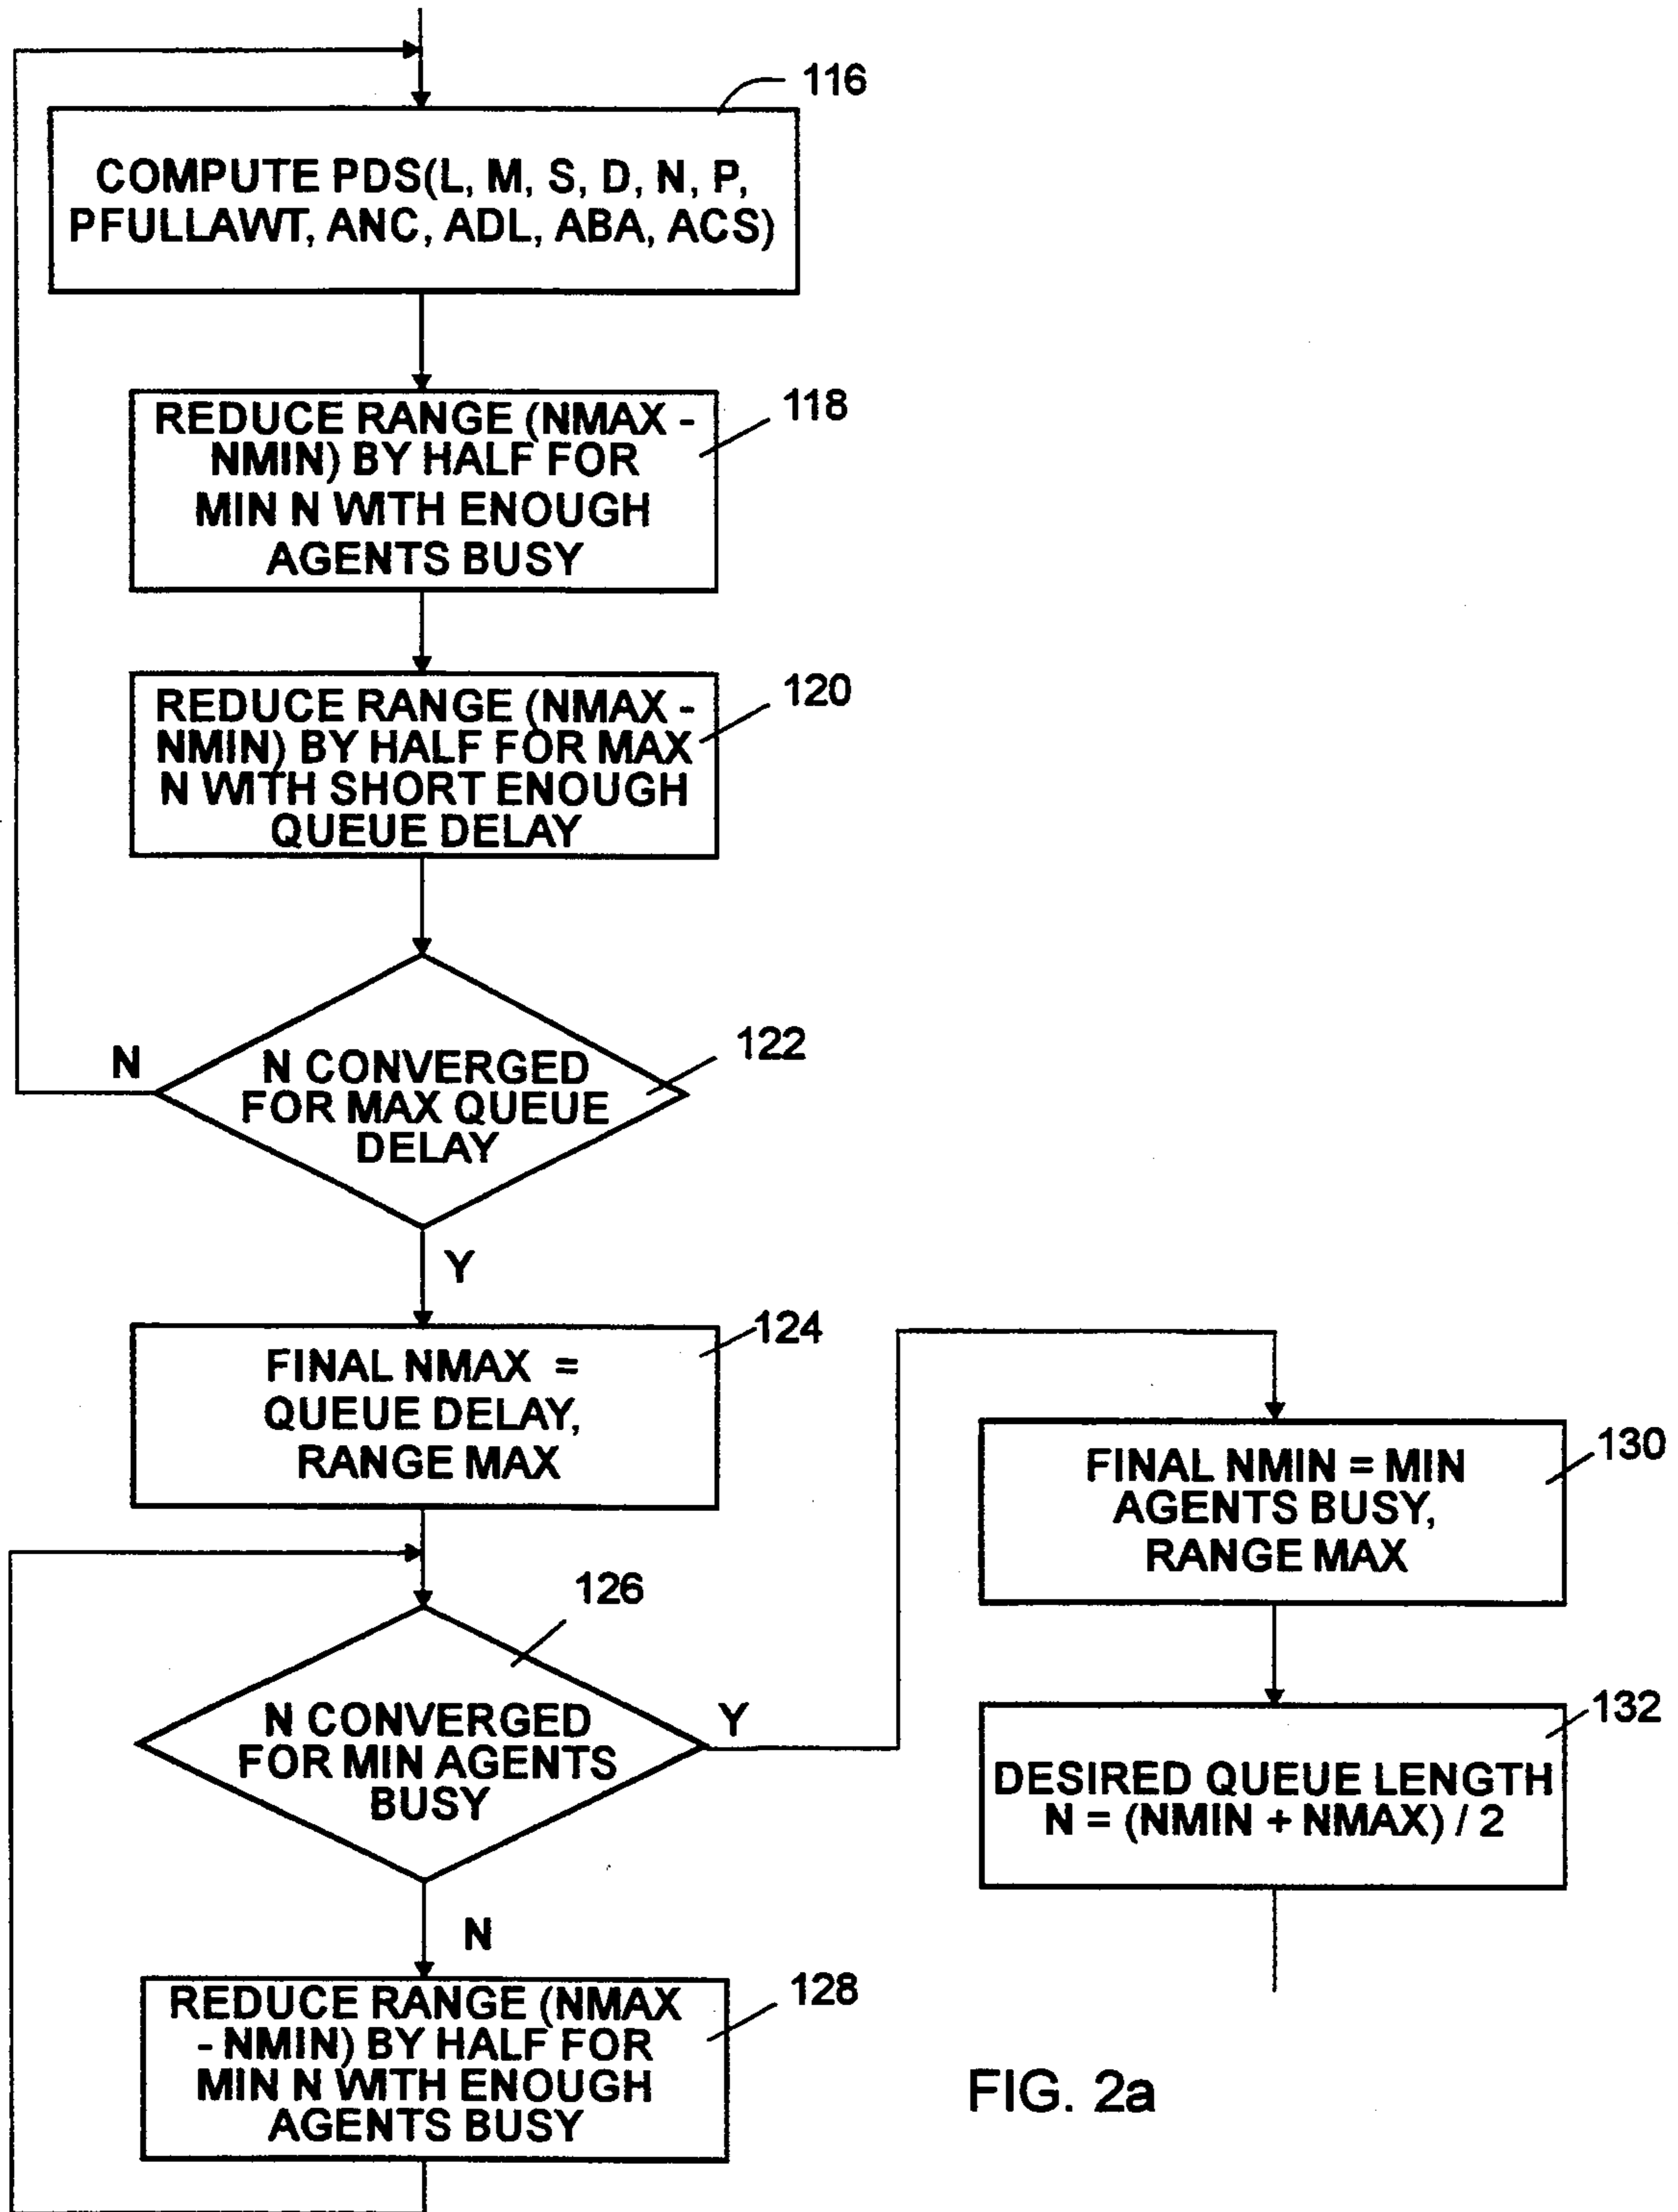 116
COMPUTE PDS(L, M, S, D, N, P,
PFULLAWT, ANC, ADL, ABA, ACS)
118
REDUCE RANGE (NMAX -
NMIN) BY HALF FOR
MIN N WITH ENOUGH
AGENTS BUSY
120
REDUCE RANGE (NMAX -
NMIN) BY HALF FOR MAX
N WITH SHORT ENOUGH
QUEUE DELAY
122
N
N CONVERGED
FOR MAX QUEUE
DELAY
Y
124
FINAL NMAX =
QUEUE DELAY,
RANGE MAX
126
N CONVERGED
FOR MIN AGENTS
BUSY
Y
N
128
REDUCE RANGE (NMAX
- NMIN) BY HALF FOR
MIN N WITH ENOUGH
AGENTS BUSY
130
FINAL NMIN = MIN
AGENTS BUSY,
RANGE MAX
132
DESIRED QUEUE LENGTH
N = (NMIN + NMAX) / 2
FIG. 2a